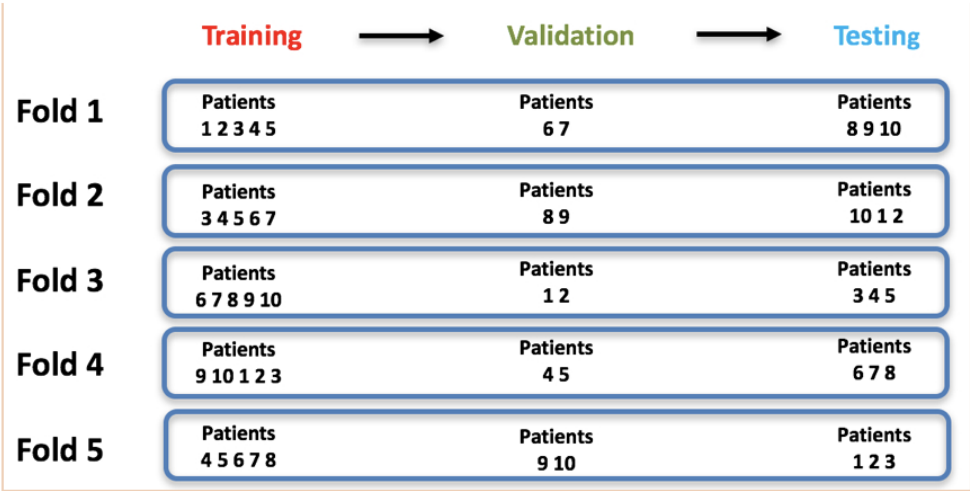 Training Validation Testing
Fold 1
Patients Patients Patients
1 2 3 4 5 6 7 8 9 10
Fold 2
Patients Patients Patients
3 4 5 6 7 8 9 10 1 2
Fold 3
Patients Patients Patients
6 7 8 9 10 1 2 3 4 5
Fold 4
Patients Patients Patients
9 10 1 2 3 4 5 6 7 8
Fold 5
Patients Patients Patients
4 5 6 7 8 9 10 1 2 3